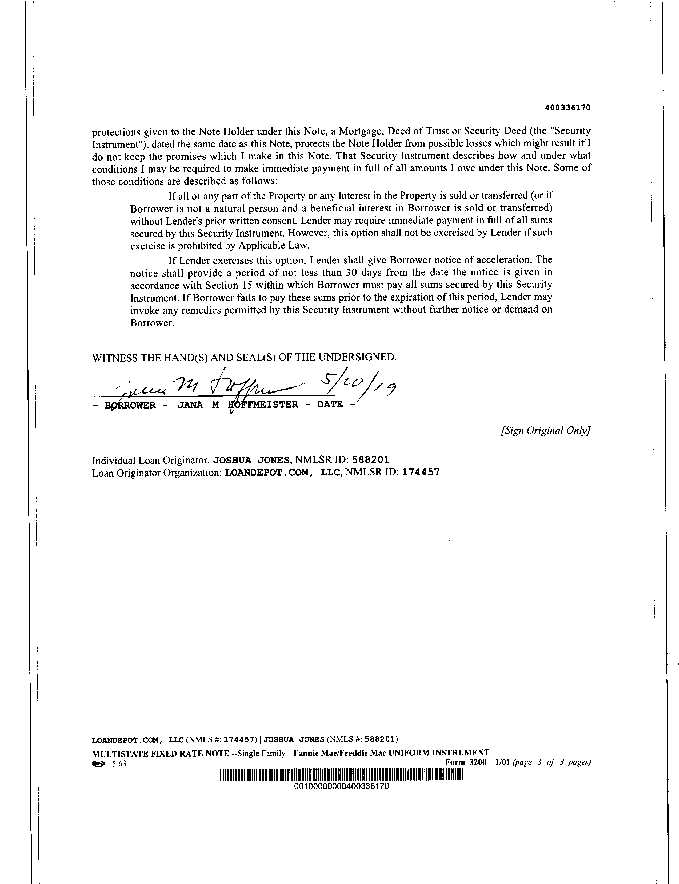 400336170
protections given to the Note Holder under this Note, a Mortgage, Deed of Trust or Security Deed (the "Security
Instrument"), dated the same date as this Note, protects the Note Holder from possible losses which might result if I
do not keep the promises which I make in this Note. That Security Instrument describes how and under what
conditions I may be required to make immediate payment in full of all amounts I owe under this Note. Some of
those conditions are described as follows:
If all or any part of the Property or any Interest in the Property is sold or transferred (or if
Borrower is not a natural person and a beneficial interest in Borrower is sold or transferred)
without Lender's prior written consent, Lender may require immediate payment in full of all sums
secured by this Security Instrument. However, this option shall not be exercised by Lender if such
exercise is prohibited by Applicable Law.
If Lender exercises this option, Lender shall give Borrower notice of acceleration. The
notice shall provide a period of not less than 30 days from the date the notice is given in
accordance with Section 15 within which Borrower must pay all sums secured by this Security
Instrument. If Borrower fails to pay these sums prior to the expiration of this period, Lender may
invoke any remedies permitted by this Security Instrument without further notice or demand on
Borrower.
WITNESS THE HAND(S) AND SEAL(S) OF THE UNDERSIGNED.
5/20/19
- BORROWER - JANA M HOFFMEISTER - DATE -
[Sign Original Only]
Individual Loan Originator: JOSHUA JONES, NMLSR ID: 568201
Loan Originator Organization: LOANDEPOT.COM, LLC, NMLSR ID: 174457
LOANDEPOT.COM, LLC (NMLS #: 174457) | JOSHUA JONES (NMLS #: 568201)
MULTISTATE FIXED RATE NOTE --Single Family-- Fannie Mae/Freddie Mac UNIFORM INSTRUMENT
Form 3200 1/01 (page 3 of 3 pages)
00100000000400336170